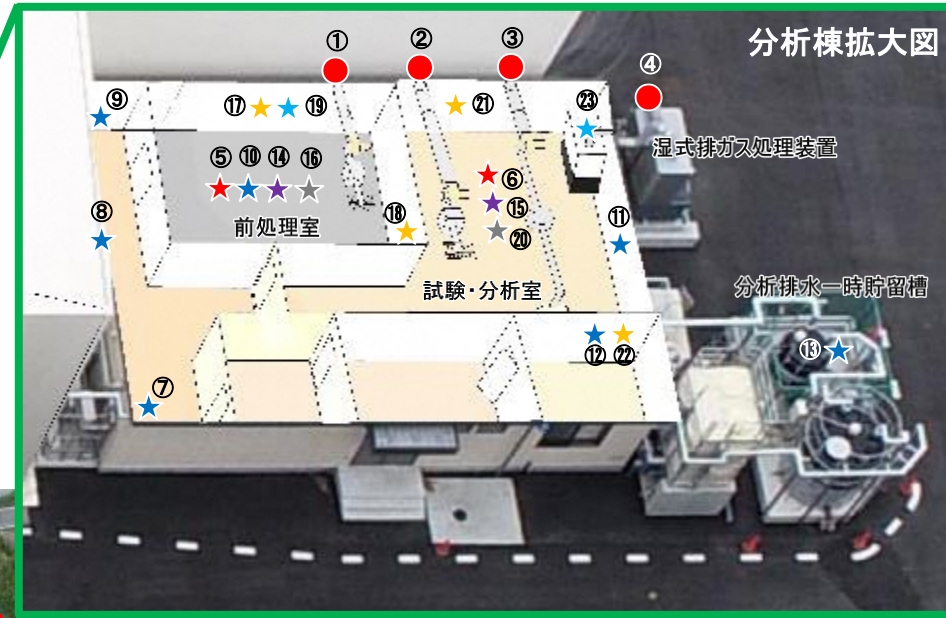 分析棟拡大図
① ② ③ ④
⑨ ⑰ ⑲ ㉑ ㉓
湿式排ガス処理装置
⑤ ⑩ ⑭ ⑯ ⑥
⑧ 前処理室 ⑱ ⑮ ⑪
⑳
試験・分析室
分析排水一時貯留槽
⑫ ㉒ ⑬
⑦